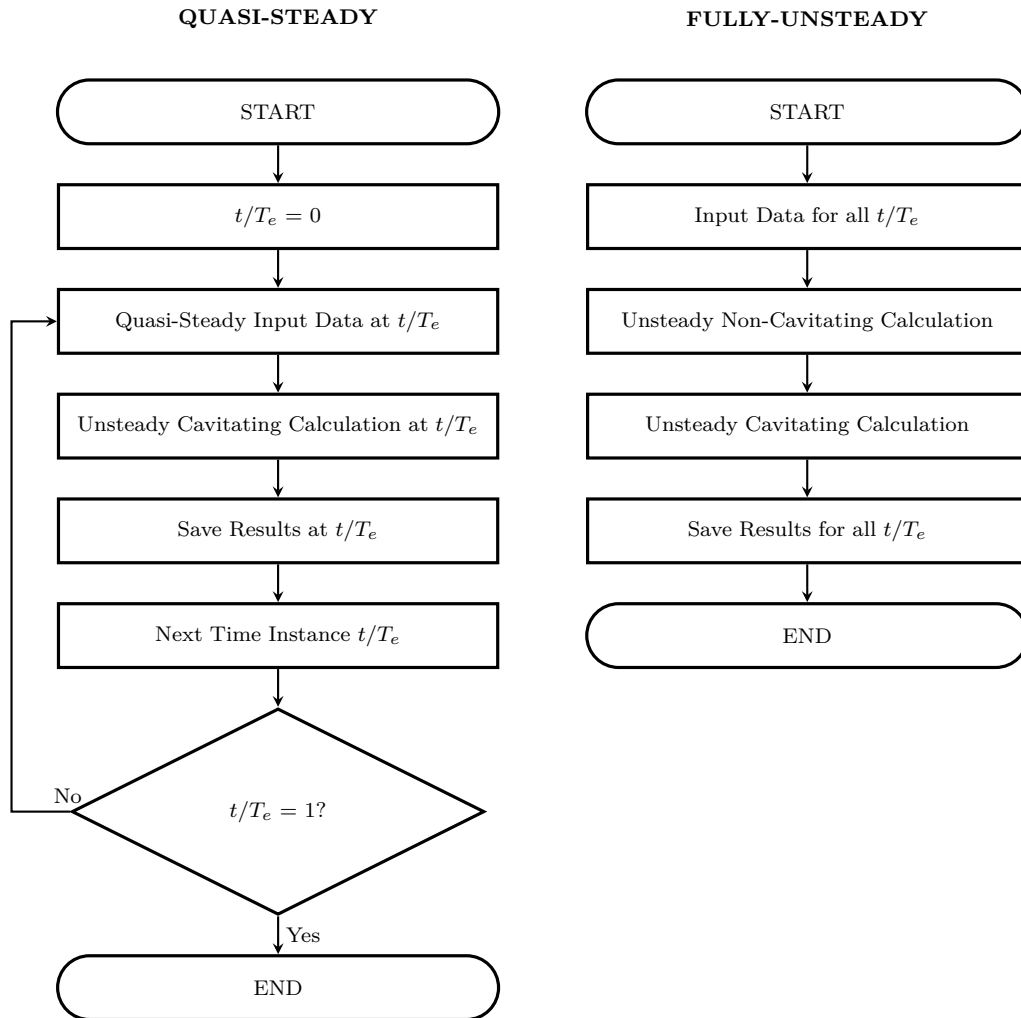 QUASI-STEADY
START
t/T_e = 0
Quasi-Steady Input Data at t/T_e
Unsteady Cavitating Calculation at t/T_e
Save Results at t/T_e
Next Time Instance t/T_e
No
t/T_e = 1?
Yes
END
FULLY-UNSTEADY
START
Input Data for all t/T_e
Unsteady Non-Cavitating Calculation
Unsteady Cavitating Calculation
Save Results for all t/T_e
END